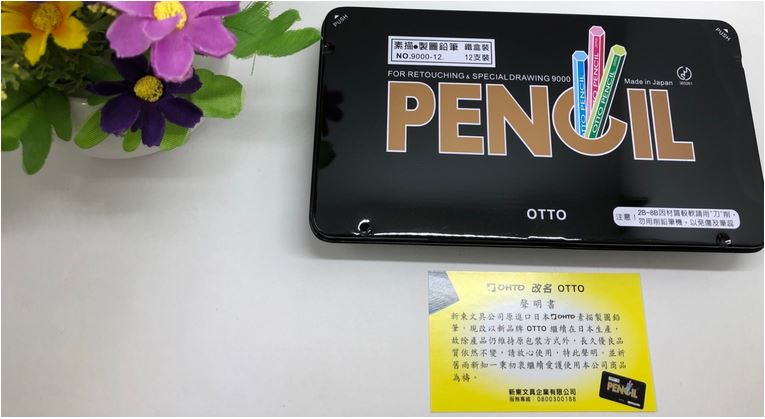 PUSH
PUSH
素描●製圖鉛筆 鐵盒裝
NO.9000-12. 12支裝
FOR RETOUCHING & SPECIAL DRAWING 9000
Made in Japan
OTTO PENCIL
OTTO PENCIL
OTTO PENCIL
PENCIL
OTTO
注意！2B~8B因材質較軟請用"刀"削，
勿用削鉛筆機，以免傷及筆蕊
OHTO 改名 OTTO
聲明書
新東文具公司原進口日本 OHTO 素描製圖鉛
筆，現改以新品牌 OTTO 繼續在日本生產，
故除產品仍維持原包裝方式外，長久優良品
質依然不變，請放心使用，特此聲明。並祈
舊雨新知一秉初衷繼續愛護使用本公司商品
為禱。
新東文具企業有限公司
服務專線：0800300188
PENCIL